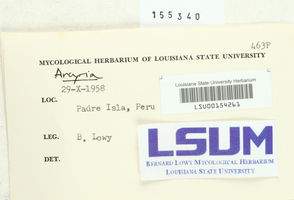 155340
463P
MYCOLOGICAL HERBARIUM OF LOUISIANA STATE UNIVERSITY
Arcyria
29-X-1958
LOC.
Padre Isla, Peru
Louisiana State University Herbarium
LSU00154261
LEG. B. Lowy
DET.
LSUM
BERNARD LOWY MYCOLOGICAL HERBARIUM
LOUISIANA STATE UNIVERSITY